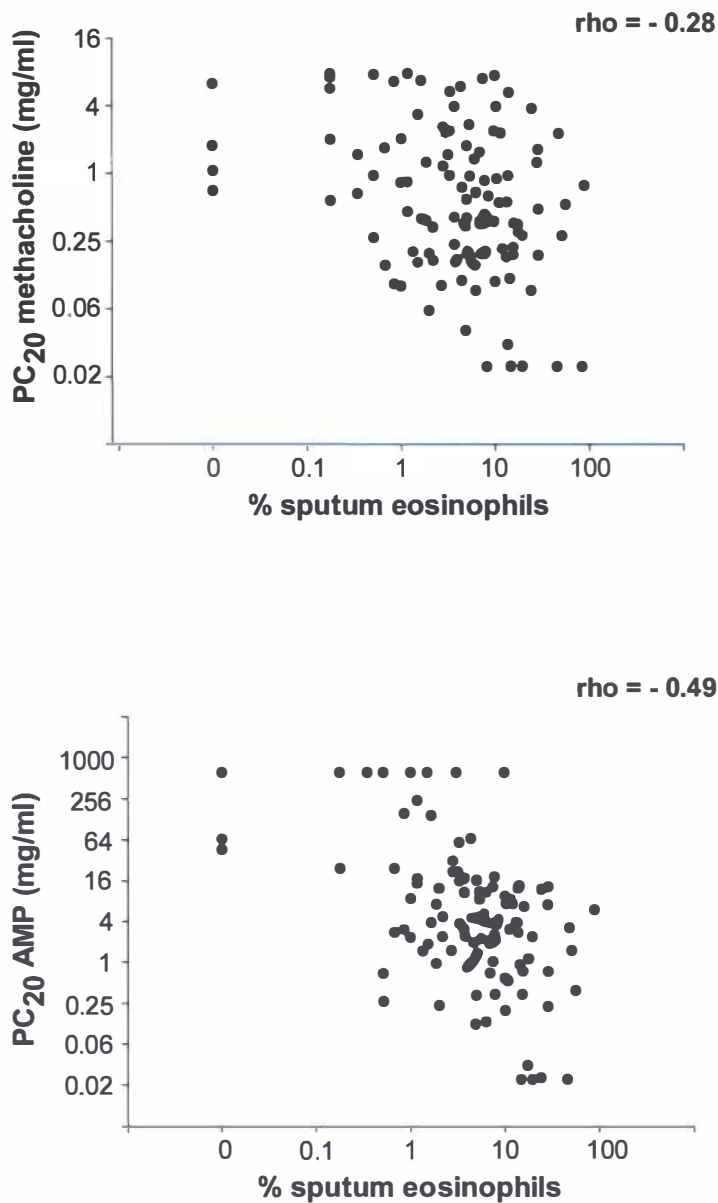 rho = - 0.28
PC20 methacholine (mg/ml)
16
4
1
0.25
0.06
0.02
0 0.1 1 10 100
% sputum eosinophils
rho = - 0.49
PC20 AMP (mg/ml)
1000
256
64
16
4
1
0.25
0.06
0.02
0 0.1 1 10 100
% sputum eosinophils